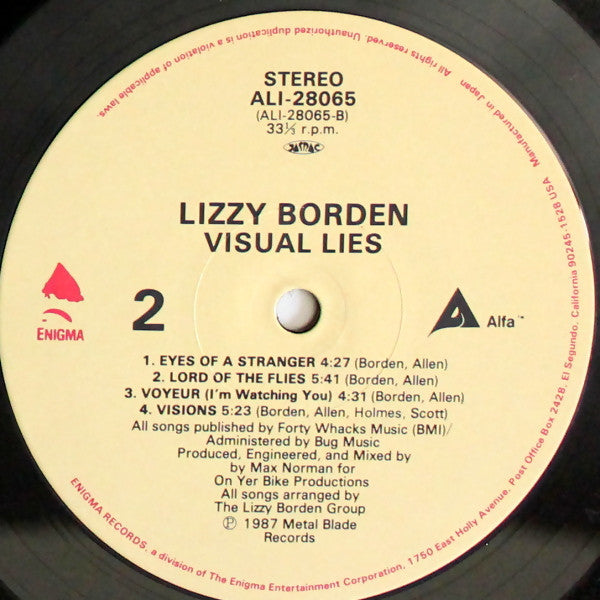 STEREO
ALI-28065
(ALI-28065-B)
33⅓ r.p.m.
JASRAC
LIZZY BORDEN
VISUAL LIES
ENIGMA
2
Alfa™
1. EYES OF A STRANGER 4:27 (Borden, Allen)
2. LORD OF THE FLIES 5:41 (Borden, Allen)
3. VOYEUR (I'm Watching You) 4:31 (Borden, Allen)
4. VISIONS 5:23 (Borden, Allen, Holmes, Scott)
All songs published by Forty Whacks Music (BMI)/
Administered by Bug Music
Produced, Engineered, and Mixed by
by Max Norman for
On Yer Bike Productions
All songs arranged by
The Lizzy Borden Group
℗ 1987 Metal Blade
Records
ENIGMA RECORDS, a division of The Enigma Entertainment Corporation, 1750 East Holly Avenue, Post Office Box 2428, El Segundo, California 90245-1528 USA Manufactured in Japan All rights reserved. Unauthorized duplication is a violation of applicable laws.